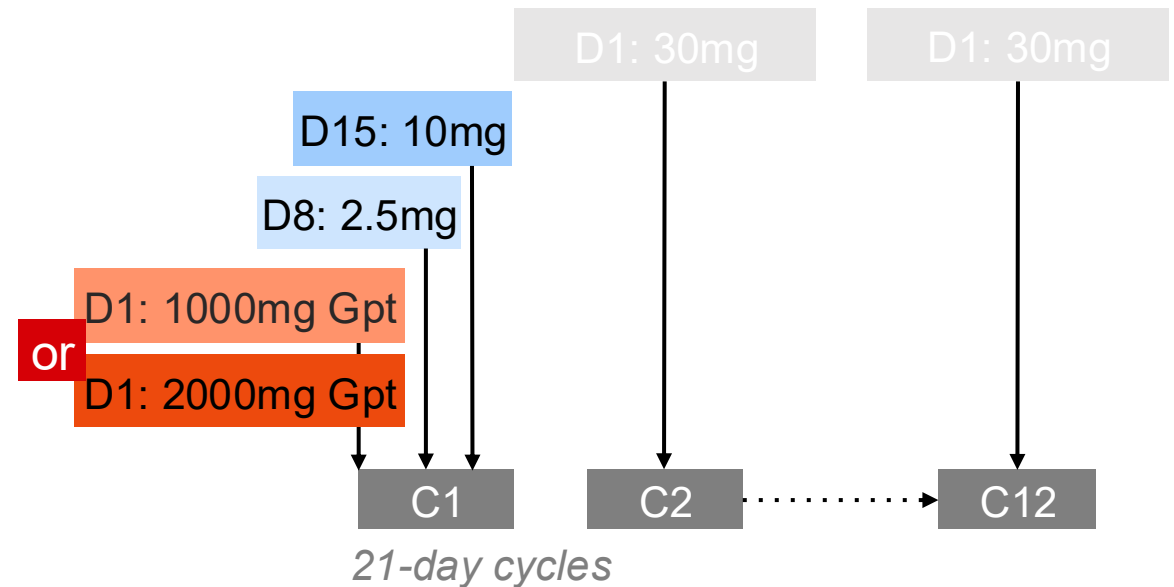 D1: 30mg
D1: 30mg
D15: 10mg
D8: 2.5mg
D1: 1000mg Gpt
or
D1: 2000mg Gpt
C1
C2
C12
21-day cycles